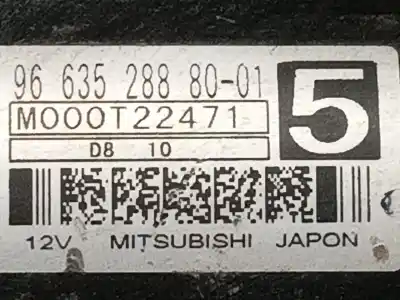 96 635 288 80-01
M000T22471
5
D8 10
12V MITSUBISHI JAPON